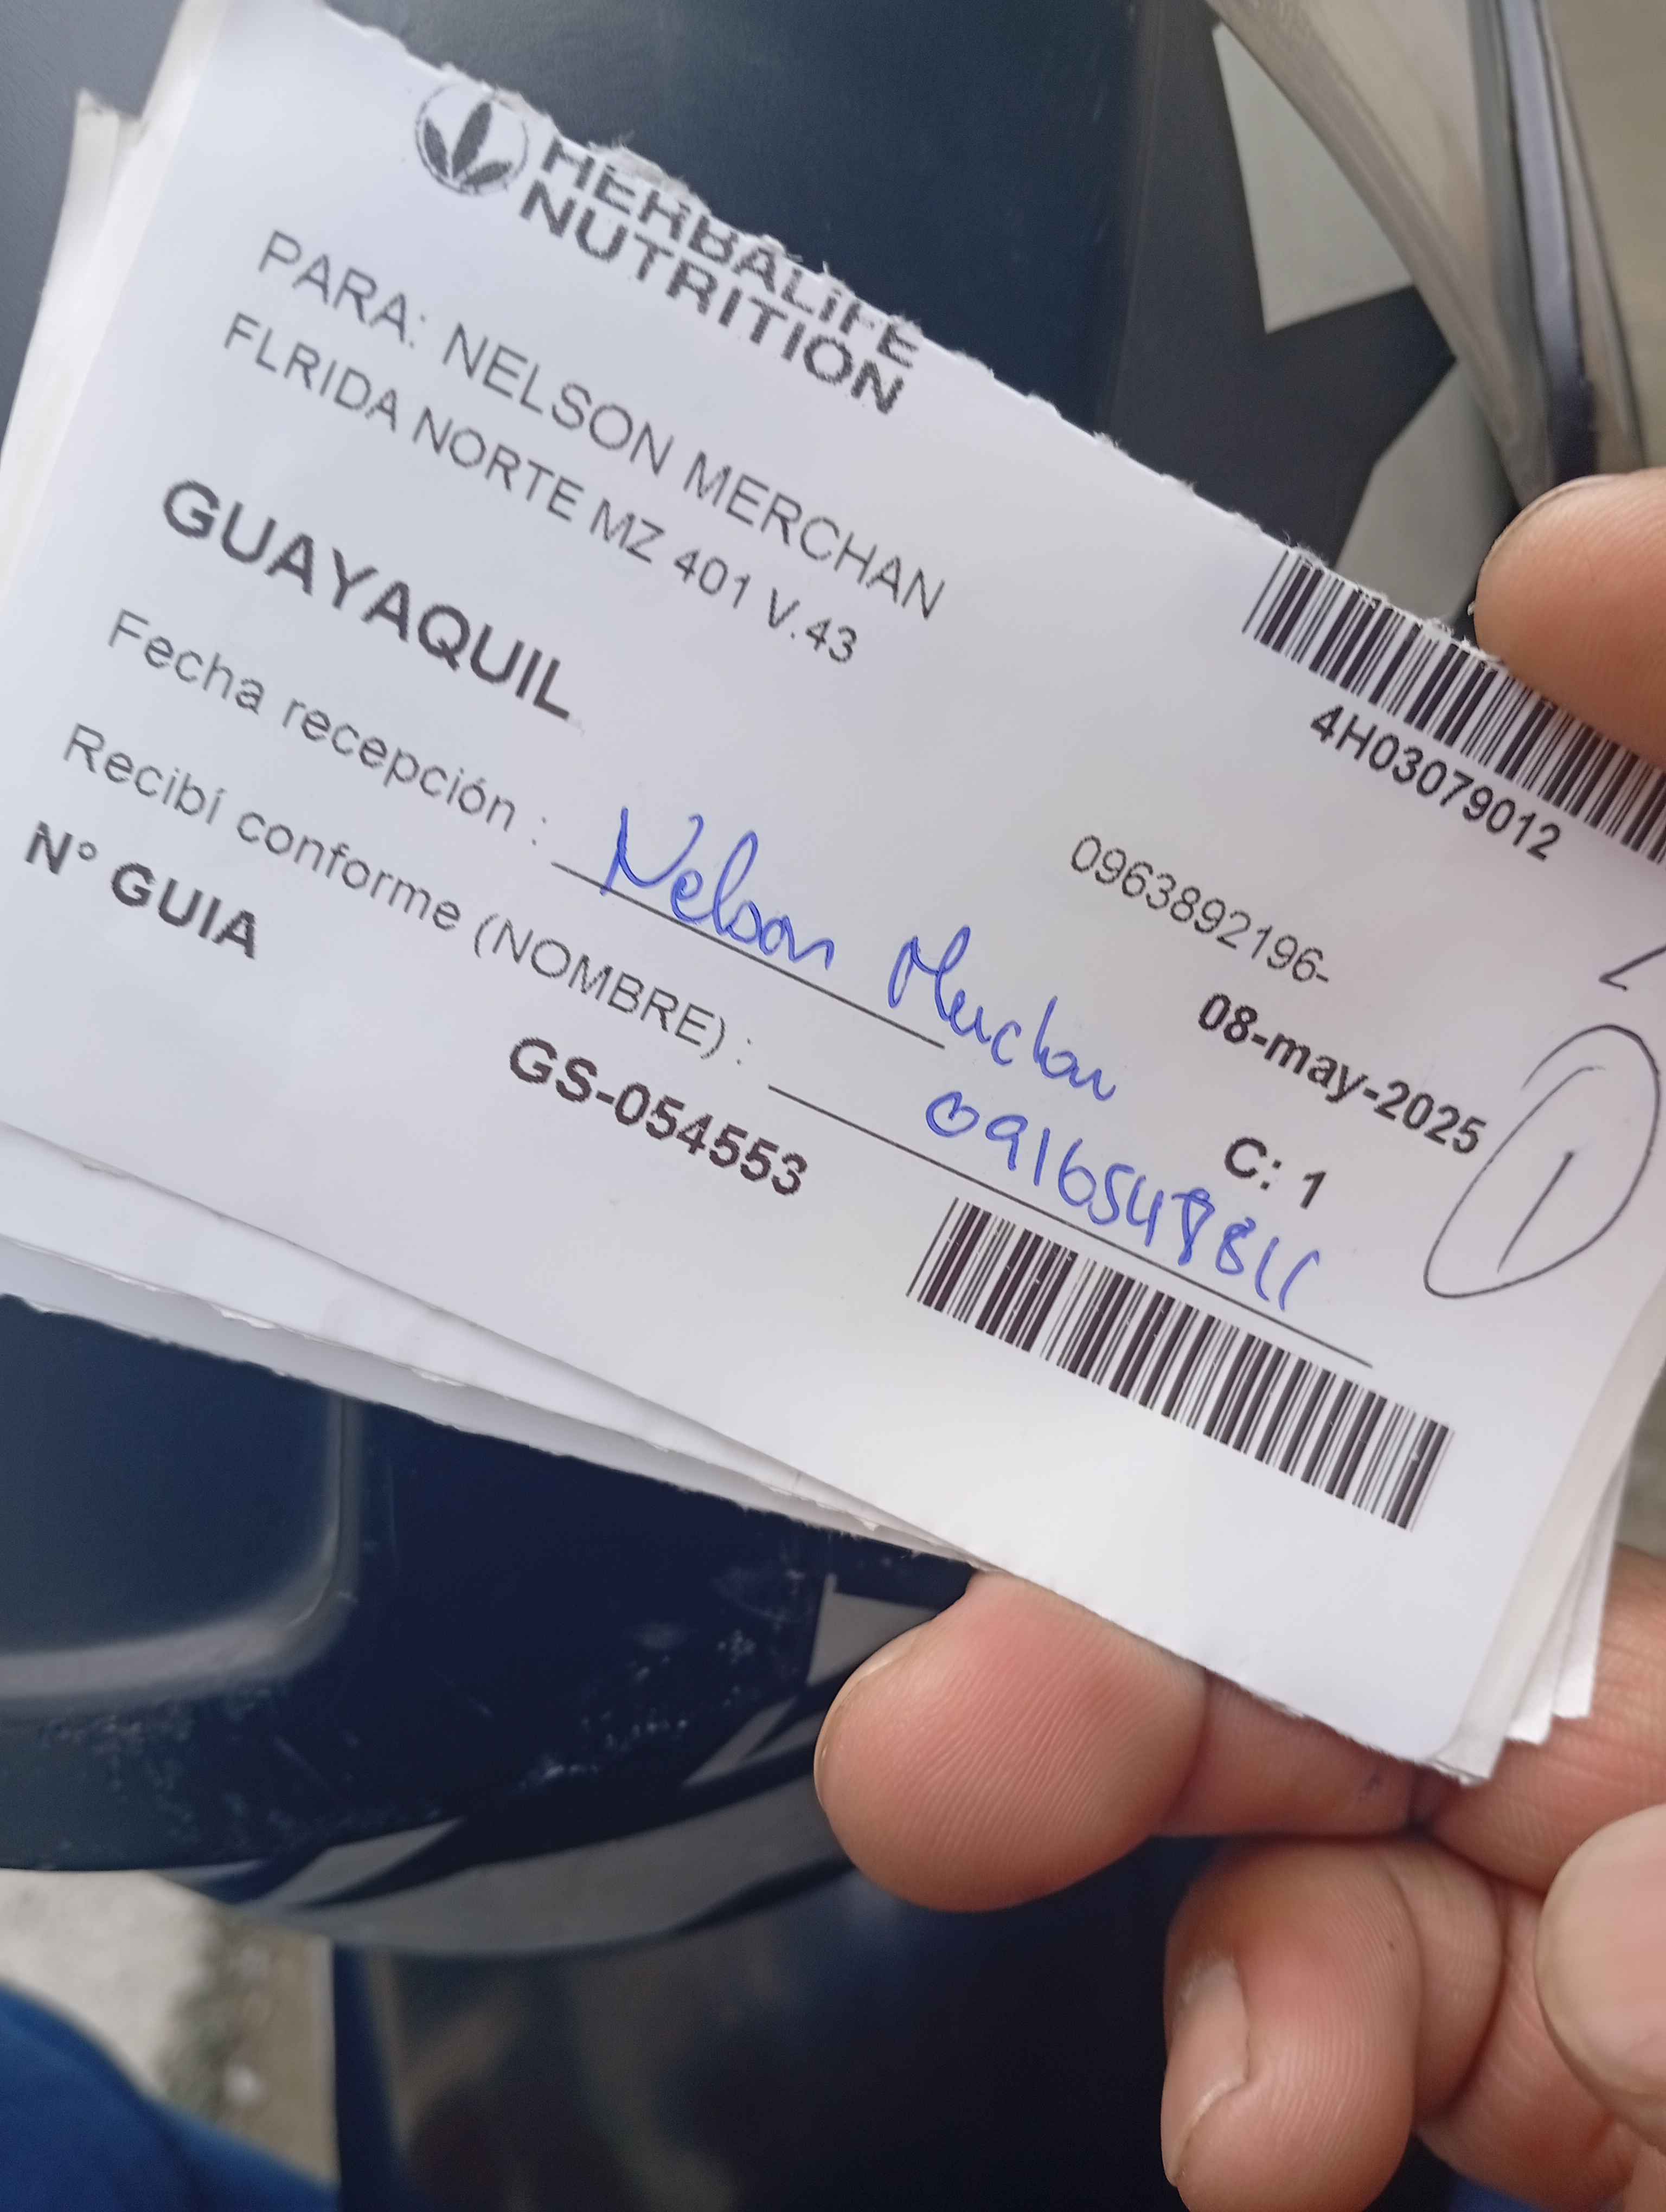 HERBALIFE
NUTRITION
PARA: NELSON MERCHAN
FLRIDA NORTE MZ 401 V.43
GUAYAQUIL
4H03079012
0963892196-
08-may-2025
Fecha recepción :
Nelson Merchan
C: 1
1
Recibí conforme (NOMBRE) :
N° GUIA
GS-054553